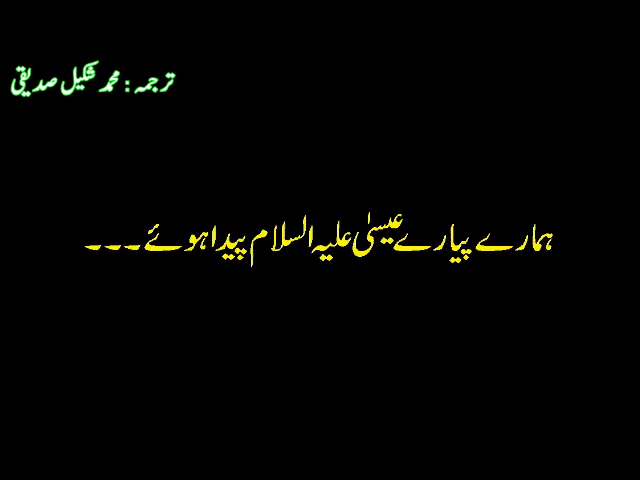 ترجمہ : محمد شکیل صدیقی
ہمارے پیارے عیسیٰ علیہ السلام پیدا ہوئے ۔۔۔